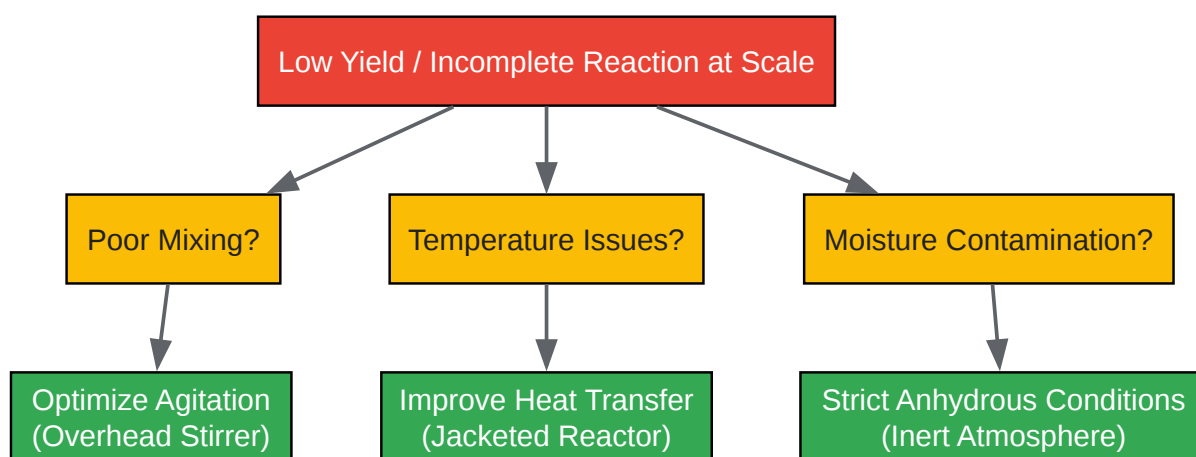 Low Yield / Incomplete Reaction at Scale
Poor Mixing?
Temperature Issues?
Moisture Contamination?
Optimize Agitation
(Overhead Stirrer)
Improve Heat Transfer
(Jacketed Reactor)
Strict Anhydrous Conditions
(Inert Atmosphere)